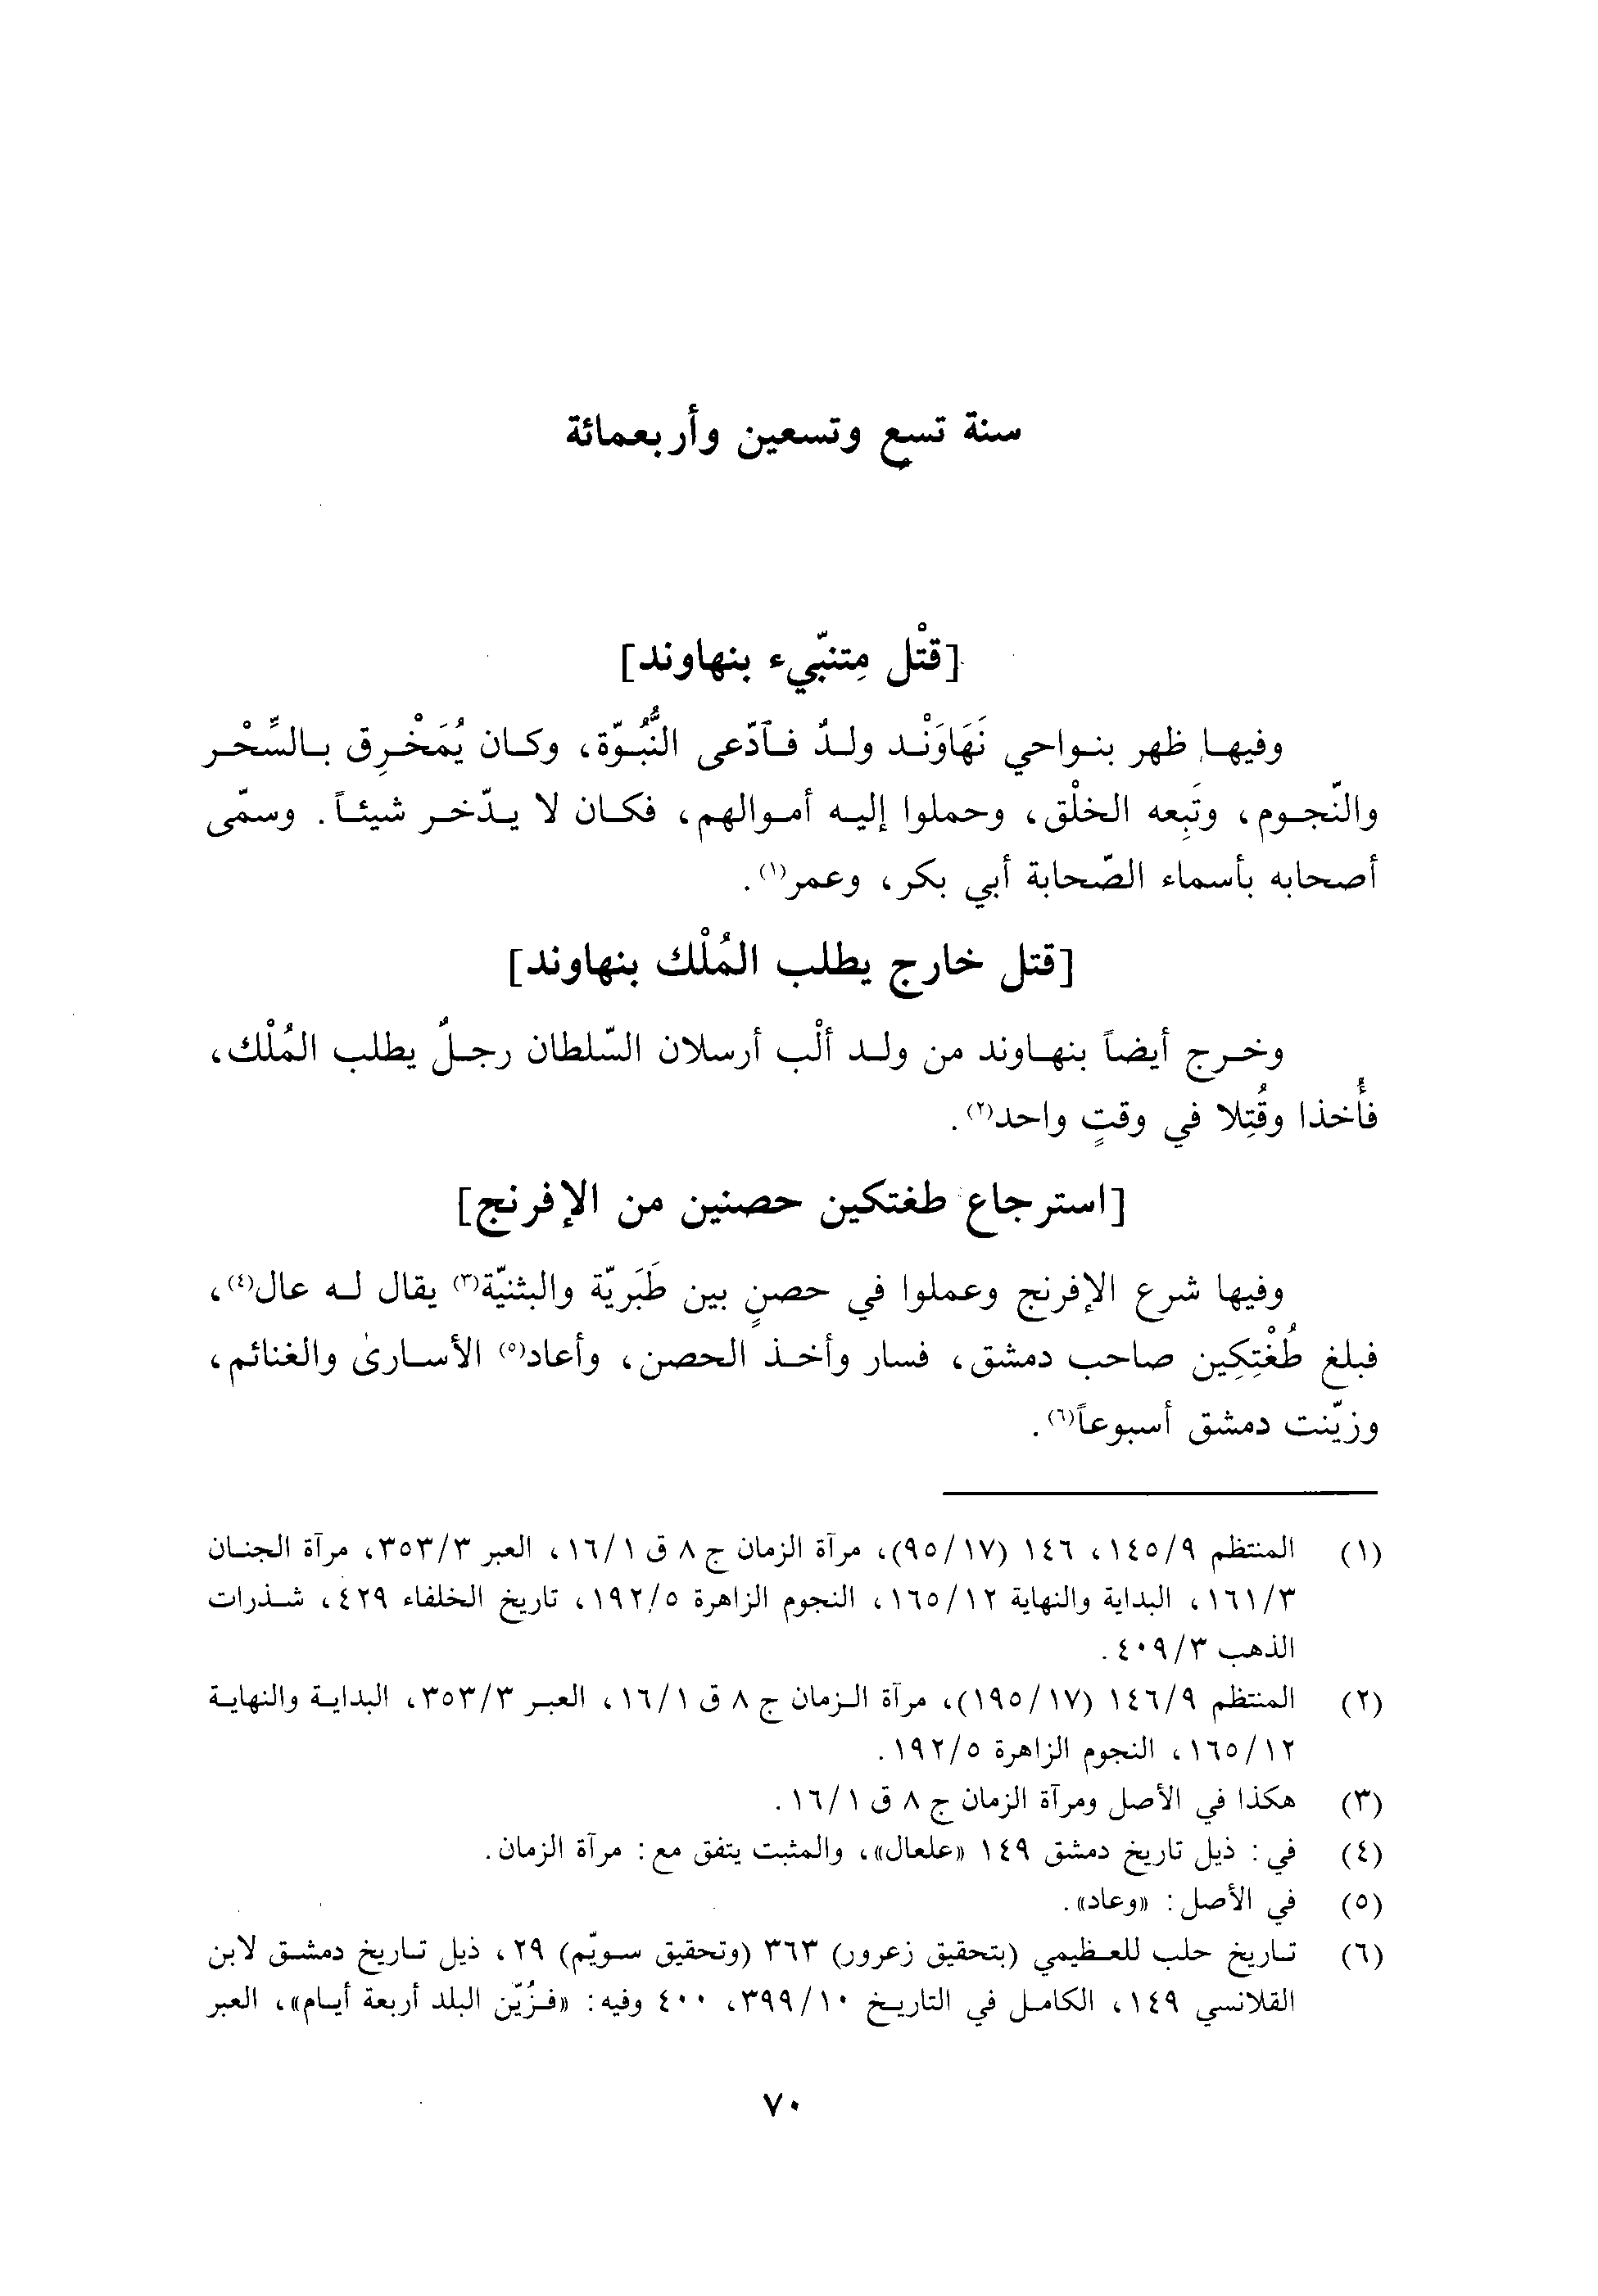 سنة تسع وتسعين وأربعمائة
[قتْل مِتنبّيء بنهاوند]
وفيها ظهر بنواحي نَهَاوَنْد ولدٌ فٱدّعى النُّبُوّة، وكان يُمَخْرِق بالسِّحْر
والنّجوم، وتَبِعه الخلْق، وحملوا إليه أموالهم، فكان لا يدّخر شيئاً. وسمّى
أصحابه بأسماء الصّحابة أبي بكر، وعمر(١).
[قتل خارج يطلب المُلْك بنهاوند]
وخرج أيضاً بنهاوند من ولد ألْب أرسلان السّلطان رجلٌ يطلب المُلْك،
فأُخذا وقُتِلا في وقتٍ واحد(٢).
[استرجاع طغتكين حصنين من الإفرنج]
وفيها شرع الإفرنج وعملوا في حصنٍ بين طَبَريّة والبثنيّة(٣) يقال له عال(٤)،
فبلغ طُغْتِكِين صاحب دمشق، فسار وأخذ الحصن، وأعاد(٥) الأسارىٰ والغنائم،
وزيّنت دمشق أسبوعاً(٦).
(١) المنتظم ١٤٥/٩، ١٤٦ (٩٥/١٧)، مرآة الزمان ج ٨ ق ١٦/١، العبر ٣٥٣/٣، مرآة الجنان
١٦١/٣، البداية والنهاية ١٦٥/١٢، النجوم الزاهرة ١٩٢/٥، تاريخ الخلفاء ٤٢٩، شذرات
الذهب ٤٠٩/٣.
(٢) المنتظم ١٤٦/٩ (١٩٥/١٧)، مرآة الزمان ج ٨ ق ١٦/١، العبر ٣٥٣/٣، البداية والنهاية
١٦٥/١٢، النجوم الزاهرة ١٩٢/٥.
(٣) هكذا في الأصل ومرآة الزمان ج ٨ ق ١٦/١.
(٤) في: ذيل تاريخ دمشق ١٤٩ «علعال»، والمثبت يتفق مع: مرآة الزمان.
(٥) في الأصل: «وعاد».
(٦) تاريخ حلب للعظيمي (بتحقيق زعرور) ٣٦٣ (وتحقيق سويّم) ٢٩، ذيل تاريخ دمشق لابن
القلانسي ١٤٩، الكامل في التاريخ ٣٩٩/١٠، ٤٠٠ وفيه: «فزُيّن البلد أربعة أيام»، العبر
٧٠